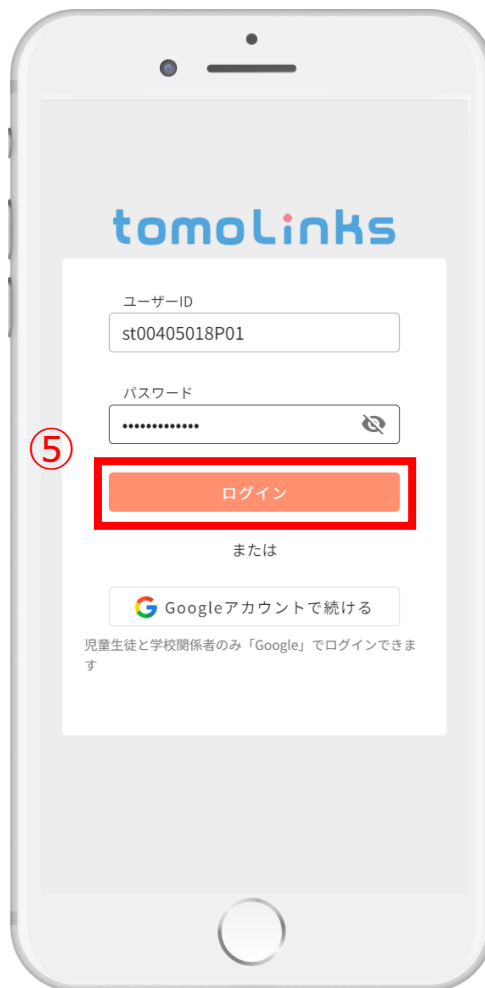 tomoLinks
ユーザーID
st00405018P01
パスワード
•••••••••••••
⑤
ログイン
または
Googleアカウントで続ける
児童生徒と学校関係者のみ「Google」でログインできま
す